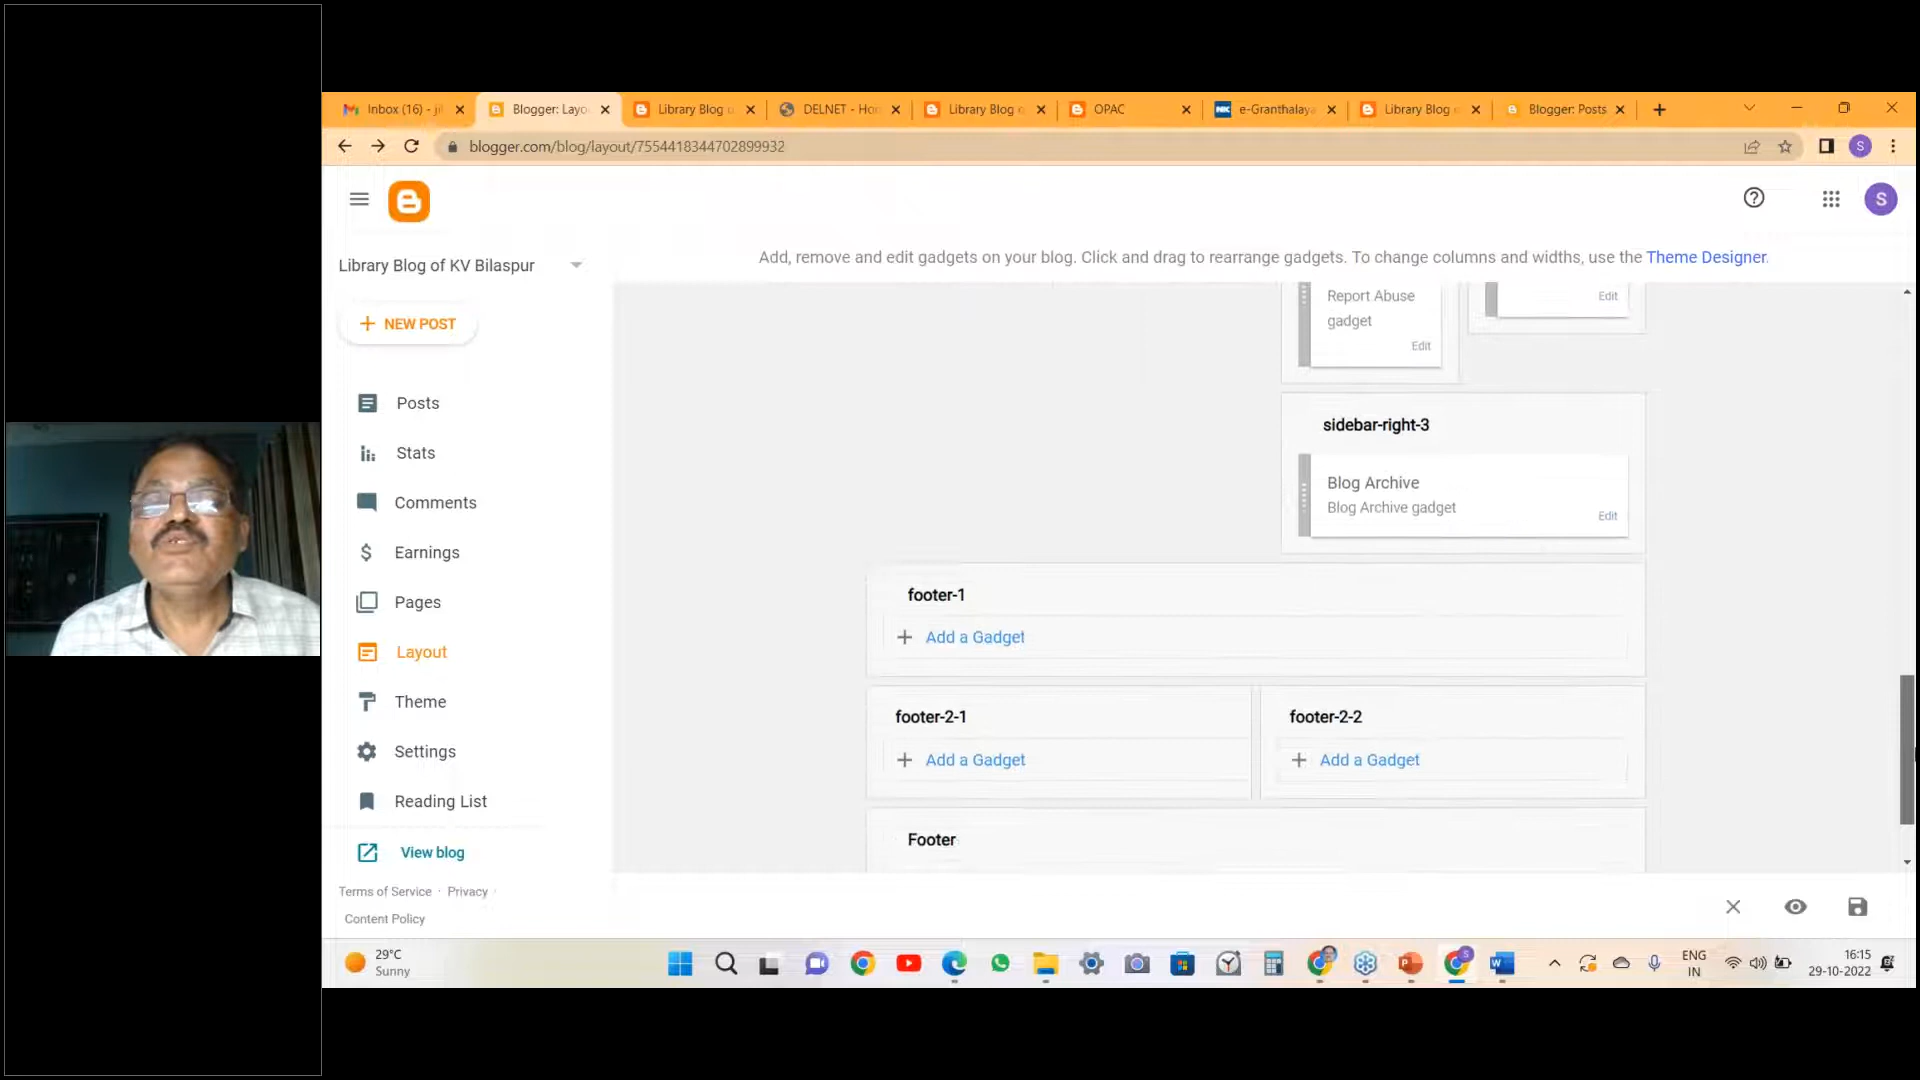 Inbox (16) - ji
Blogger: Layo
Library Blog o
DELNET - Hom
Library Blog o
OPAC
e-Granthalaya
Library Blog o
Blogger: Posts
blogger.com/blog/layout/7554418344702899932
S
S
Library Blog of KV Bilaspur
Add, remove and edit gadgets on your blog. Click and drag to rearrange gadgets. To change columns and widths, use the Theme Designer.
NEW POST
Posts
Stats
Comments
Earnings
Pages
Layout
Theme
Settings
Reading List
View blog
Terms of Service · Privacy ·
Content Policy
Report Abuse
gadget
Edit
Edit
sidebar-right-3
Blog Archive
Blog Archive gadget
Edit
footer-1
Add a Gadget
footer-2-1
Add a Gadget
footer-2-2
Add a Gadget
Footer
29°C
Sunny
ENG
IN
16:15
29-10-2022